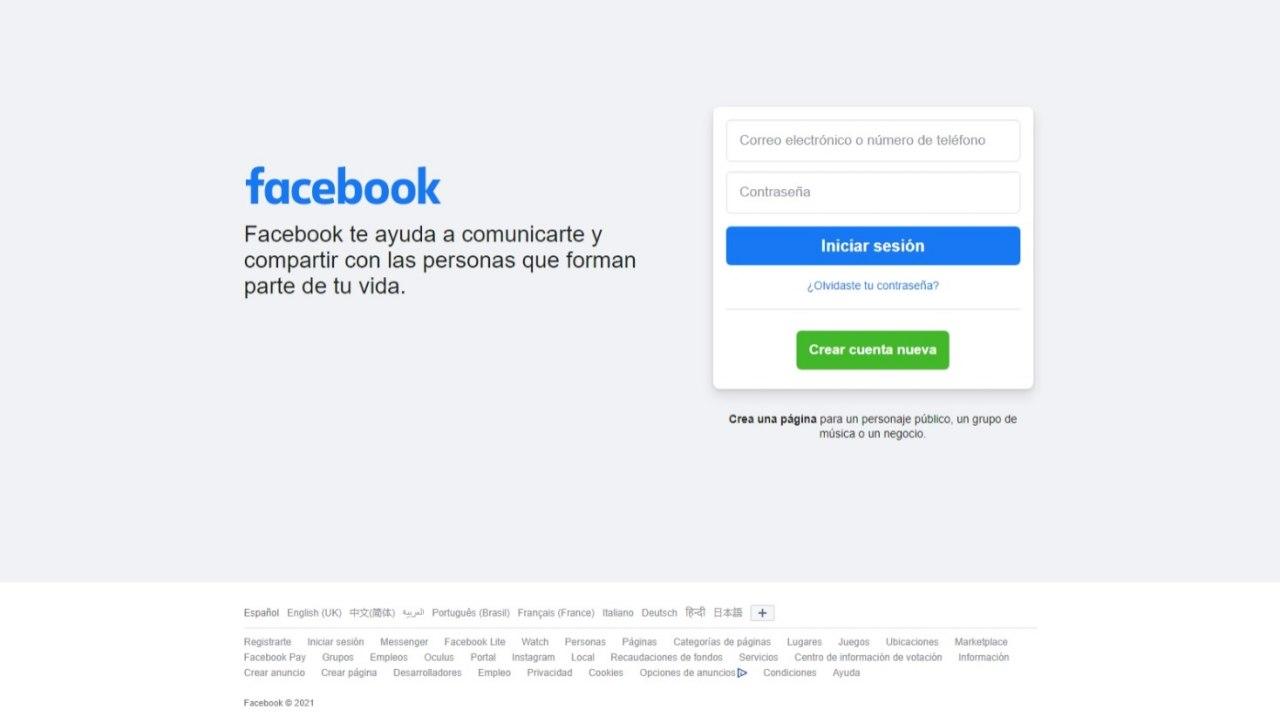 facebook
Facebook te ayuda a comunicarte y
compartir con las personas que forman
parte de tu vida.
Correo electrónico o número de teléfono
Contraseña
Iniciar sesión
¿Olvidaste tu contraseña?
Crear cuenta nueva
Crea una página para un personaje público, un grupo de
música o un negocio.
Español English (UK) 中文(简体) العربية Português (Brasil) Français (France) Italiano Deutsch हिन्दी 日本語 +
Registrarte Iniciar sesión Messenger Facebook Lite Watch Personas Páginas Categorías de páginas Lugares Juegos Ubicaciones Marketplace
Facebook Pay Grupos Empleos Oculus Portal Instagram Local Recaudaciones de fondos Servicios Centro de información de votación Información
Crear anuncio Crear página Desarrolladores Empleo Privacidad Cookies Opciones de anuncios Condiciones Ayuda
Facebook © 2021